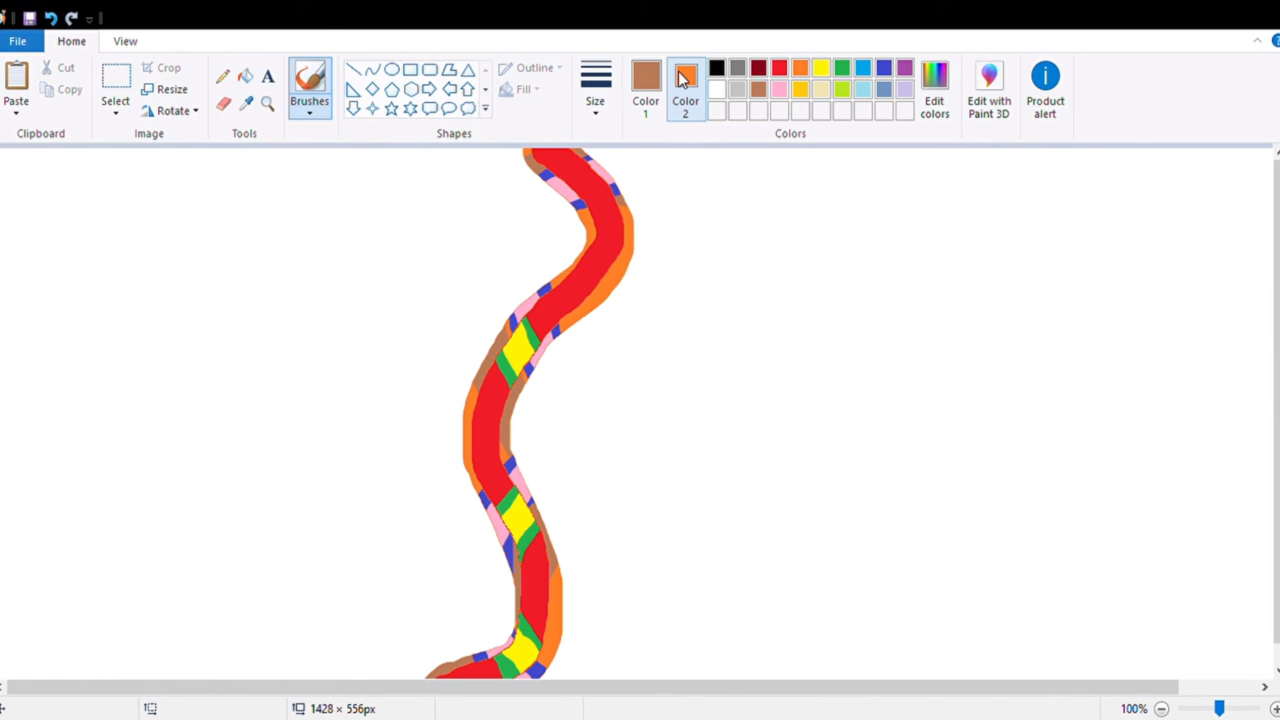 File Home View
Paste
Cut
Copy
Clipboard
Select
Crop
Resize
Rotate
Image
A
Tools
Brushes
Outline
Fill
Shapes
Size
Color
1
Color
2
Edit
colors
Colors
Edit with
Paint 3D
Product
alert
1428 × 556px
100%